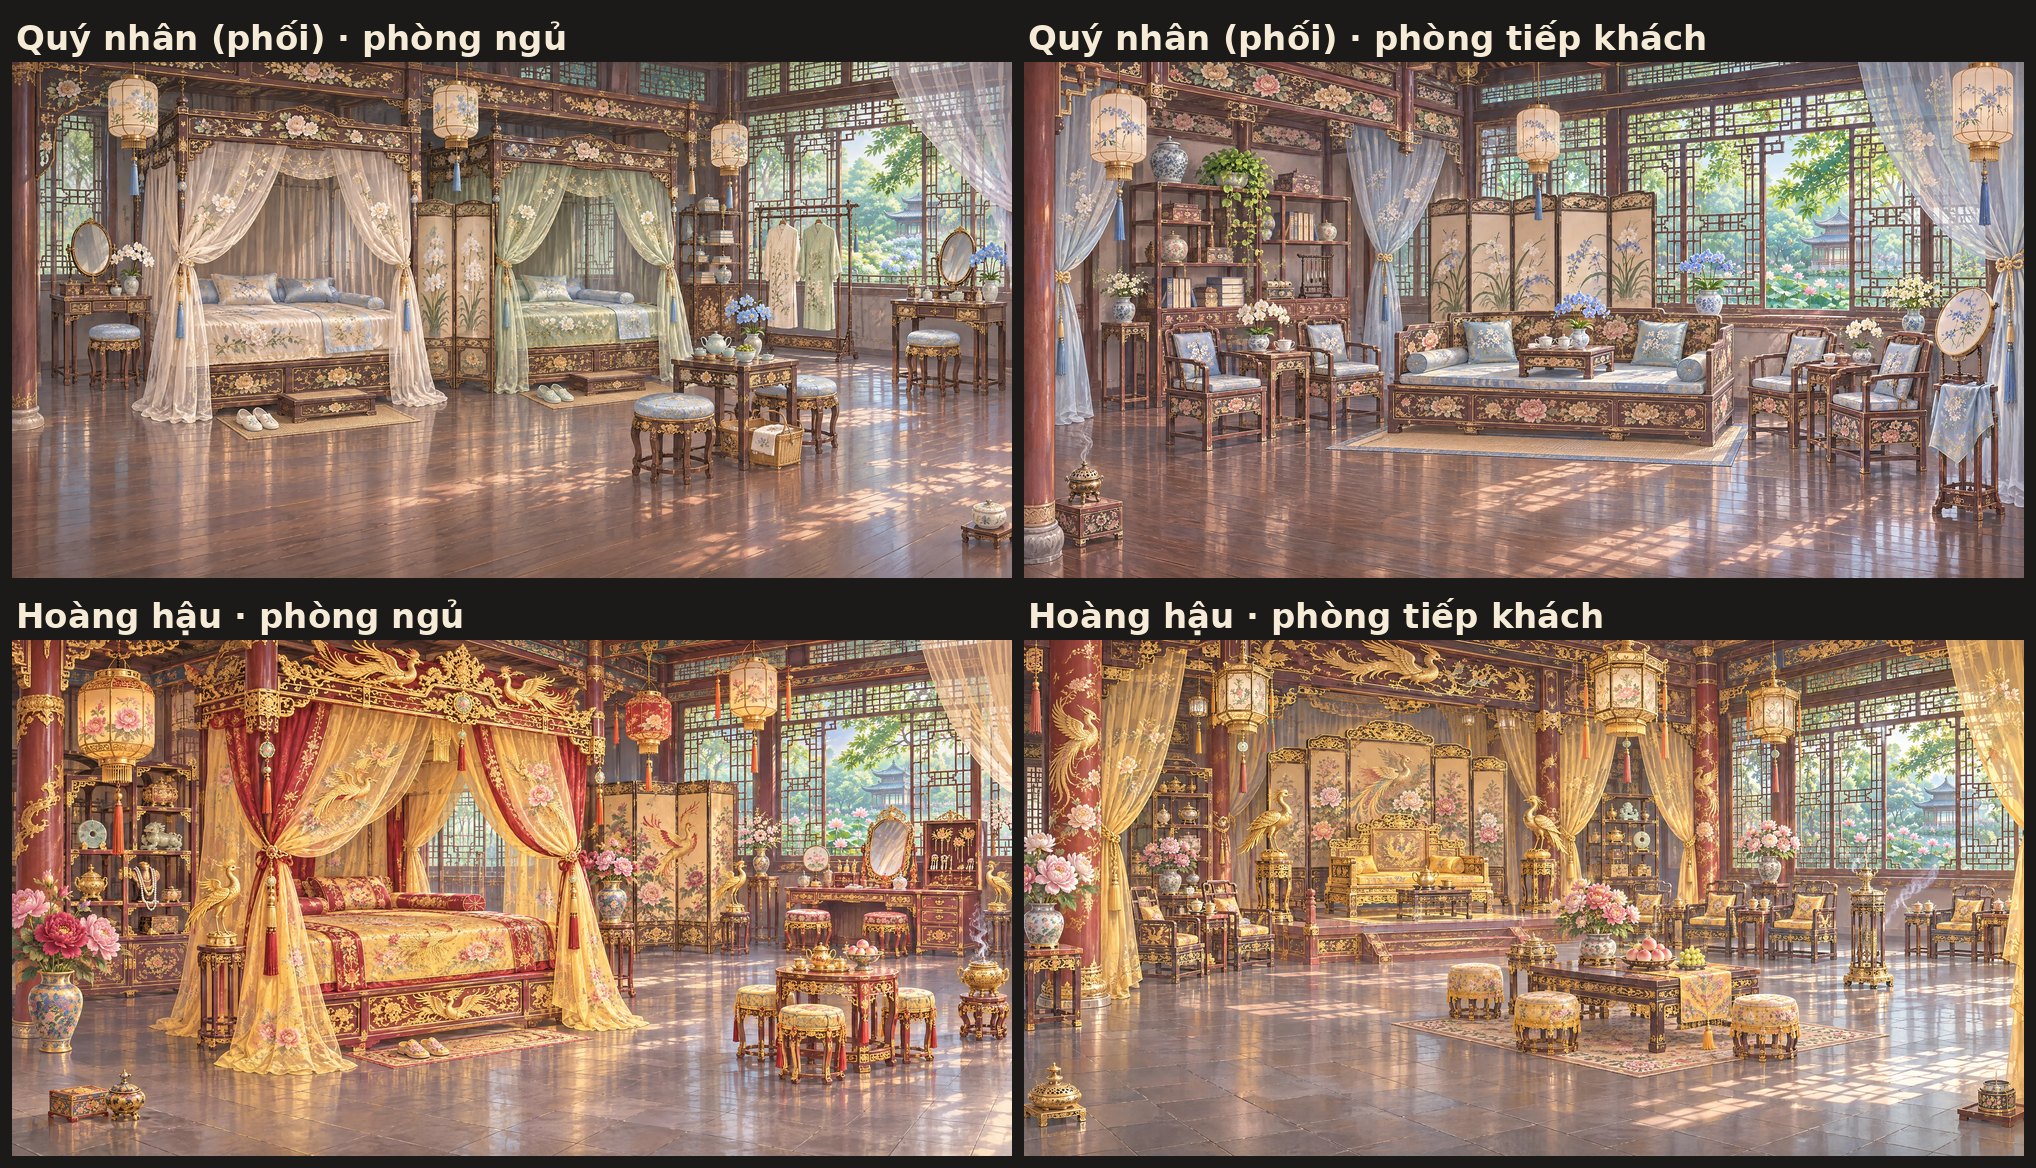 Quý nhân (phối) · phòng ngủ
Quý nhân (phối) · phòng tiếp khách
Hoàng hậu · phòng ngủ
Hoàng hậu · phòng tiếp khách